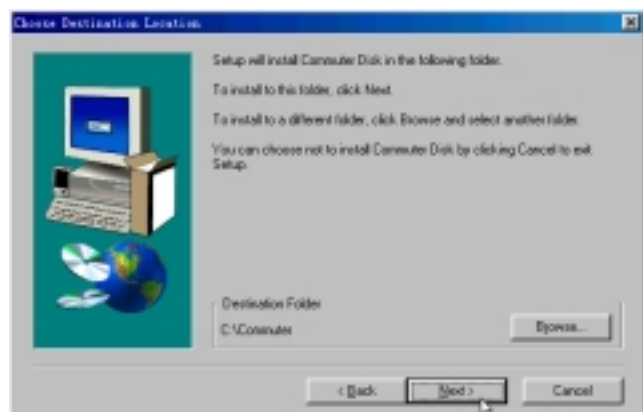 Choose Destination Location
Setup will install Commuter Disk in the following folder.
To install to this folder, click Next.
To install to a different folder, click Browse and select another folder.
You can choose not to install Commuter Disk by clicking Cancel to exit
Setup.
Destination Folder
C:\Commuter
Browse...
< Back
Next >
Cancel